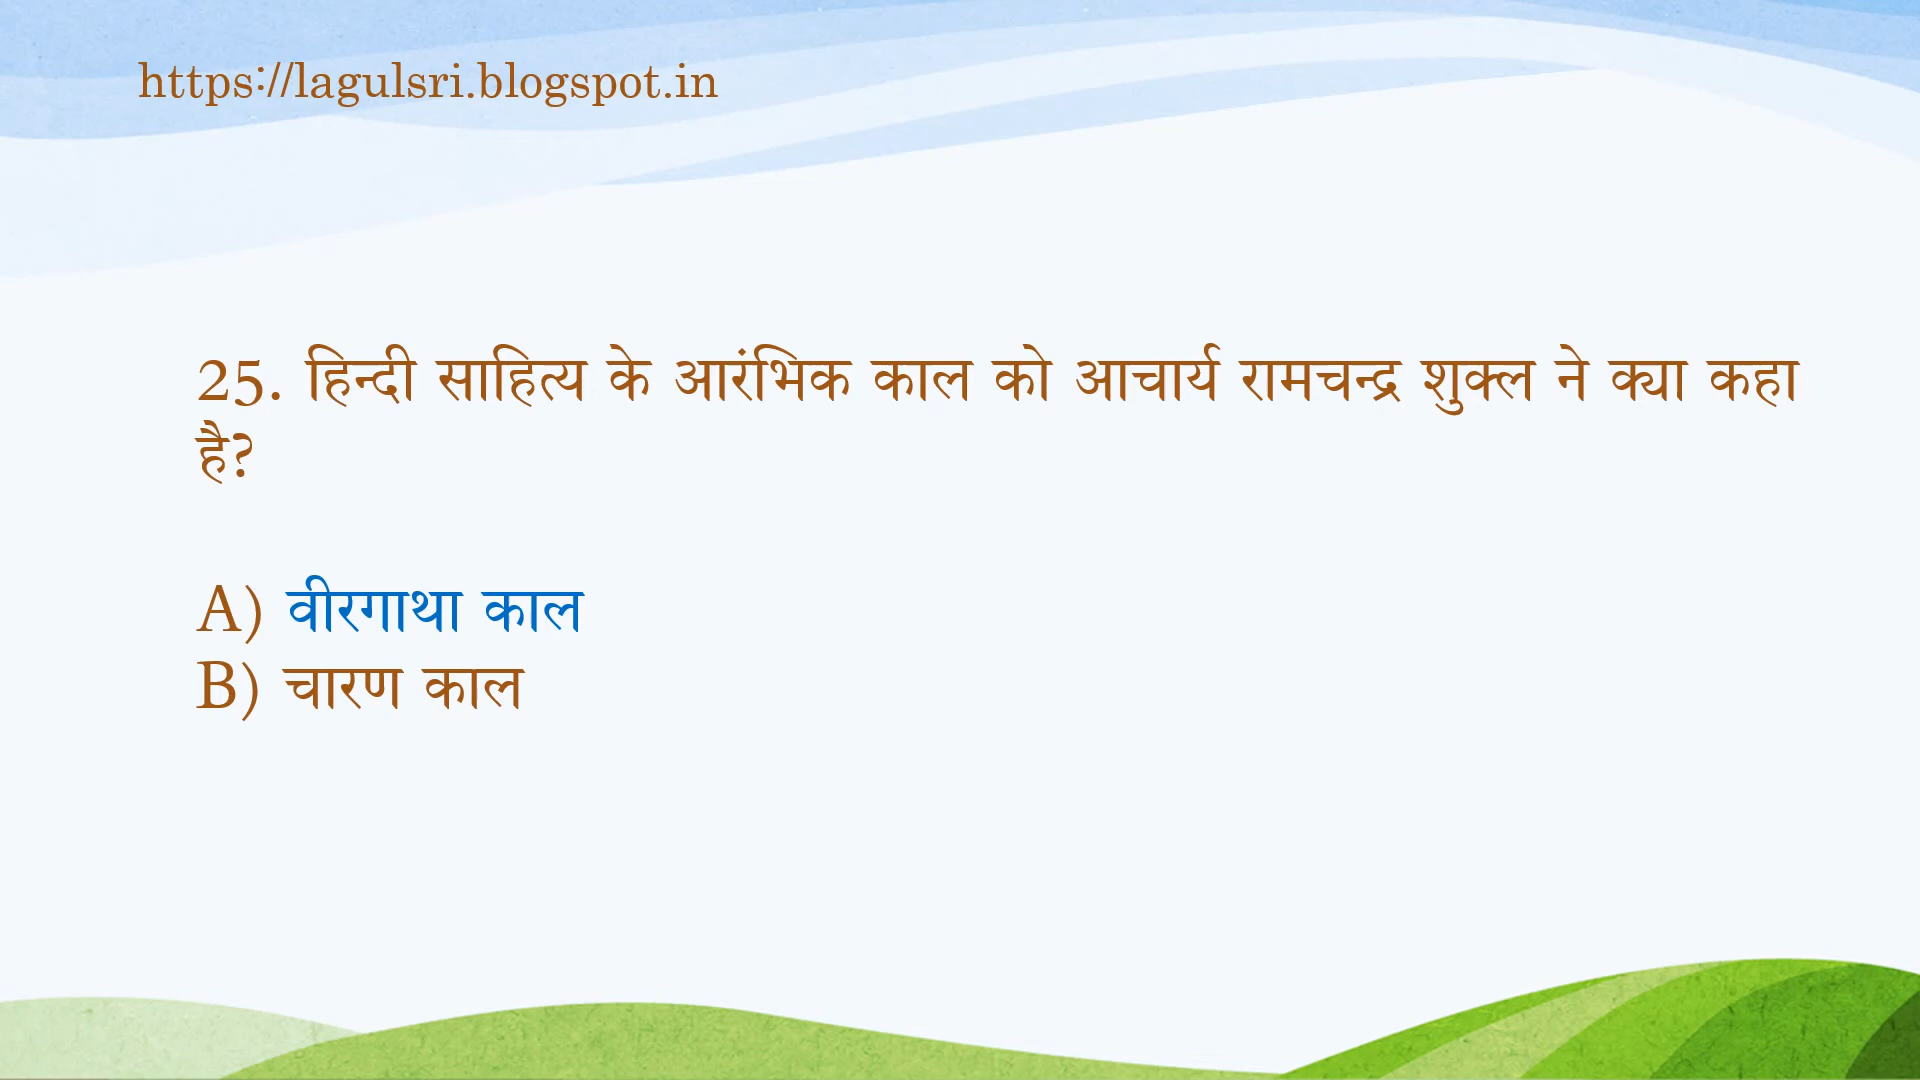 https://lagulsri.blogspot.in
25. हिन्दी साहित्य के आरंभिक काल को आचार्य रामचन्द्र शुक्ल ने क्या कहा
है?
A) वीरगाथा काल
B) चारण काल